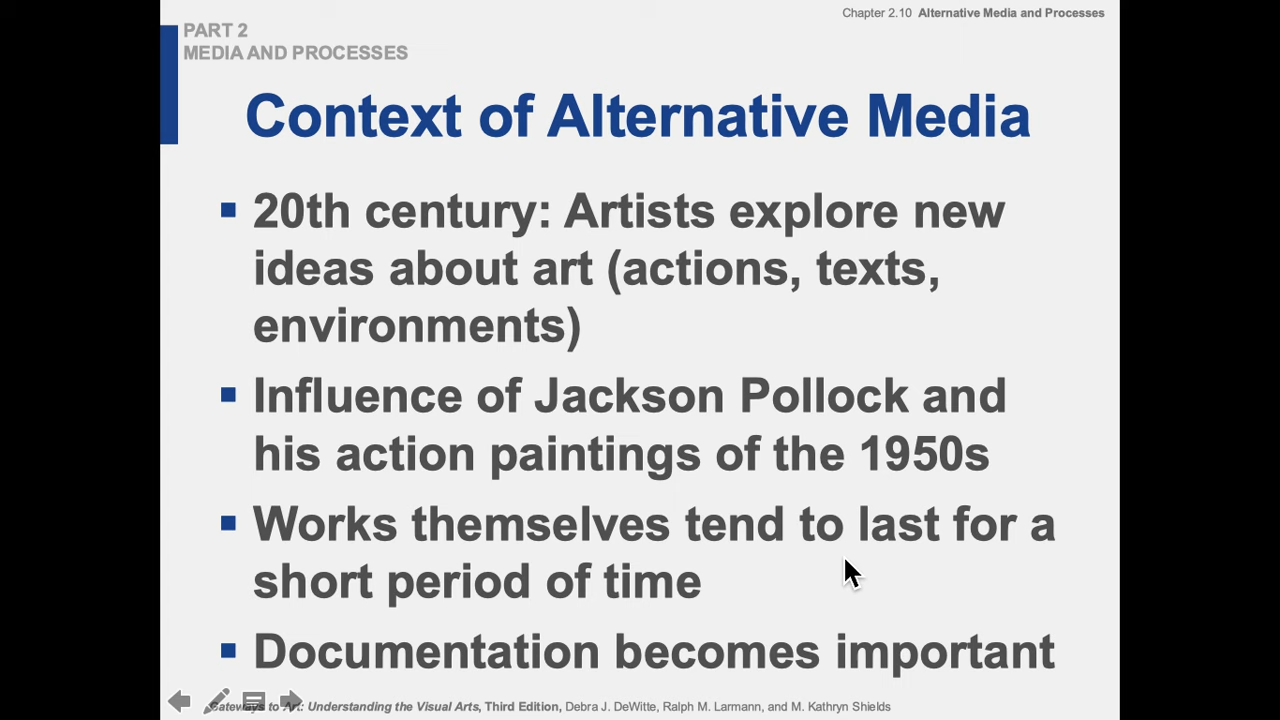 Chapter 2.10 Alternative Media and Processes
PART 2
MEDIA AND PROCESSES
Context of Alternative Media
20th century: Artists explore new
ideas about art (actions, texts,
environments)
Influence of Jackson Pollock and
his action paintings of the 1950s
Works themselves tend to last for a
short period of time
Documentation becomes important
Gateways to Art: Understanding the Visual Arts, Third Edition, Debra J. DeWitte, Ralph M. Larmann, and M. Kathryn Shields